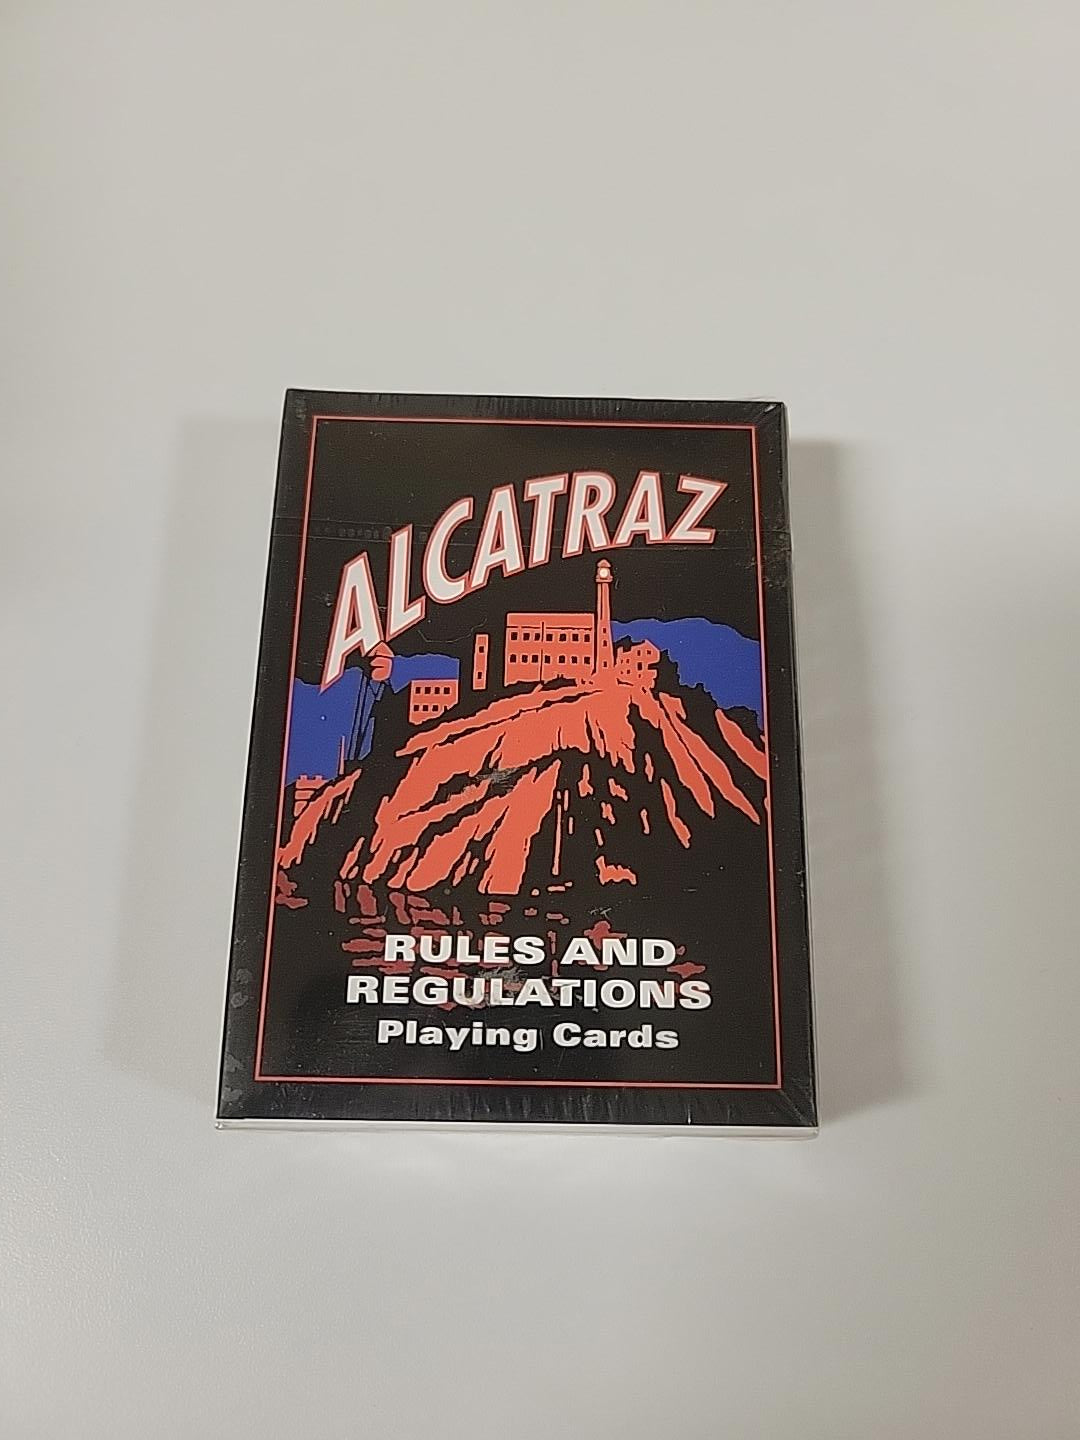 ALCATRAZ
RULES AND
REGULATIONS
Playing Cards